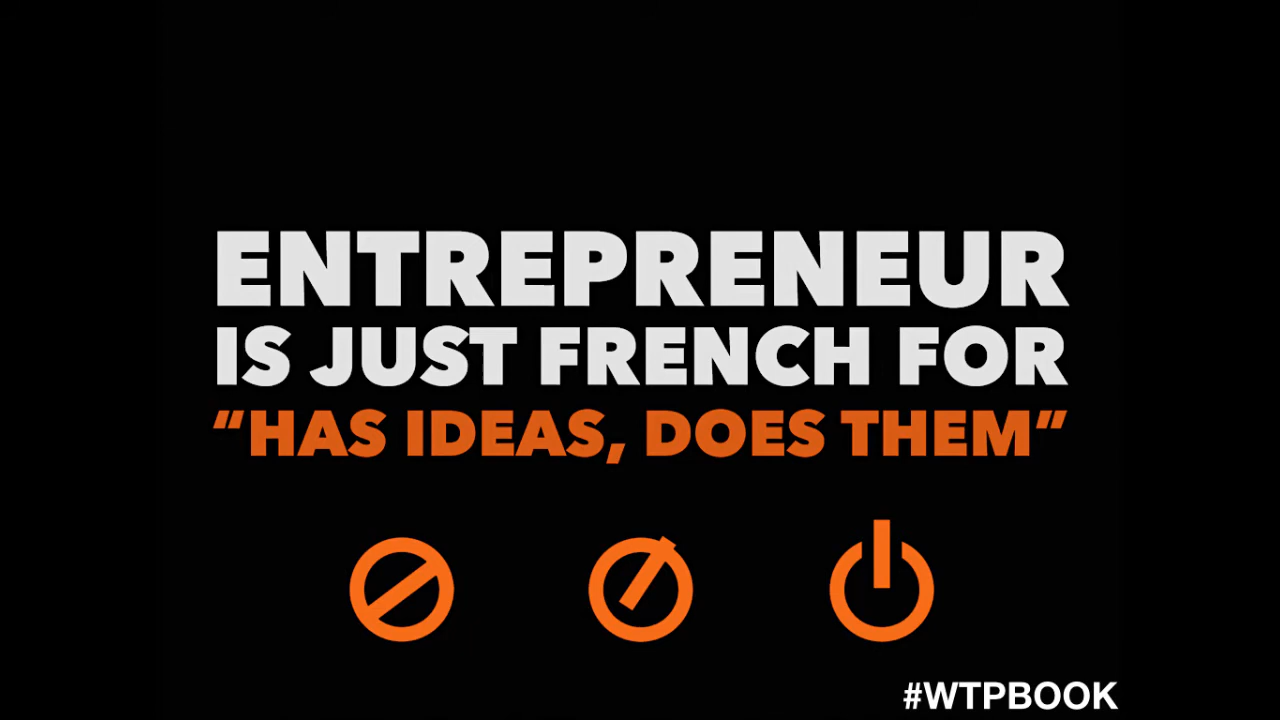 ENTREPRENEUR
IS JUST FRENCH FOR
“HAS IDEAS, DOES THEM”
#WTPBOOK